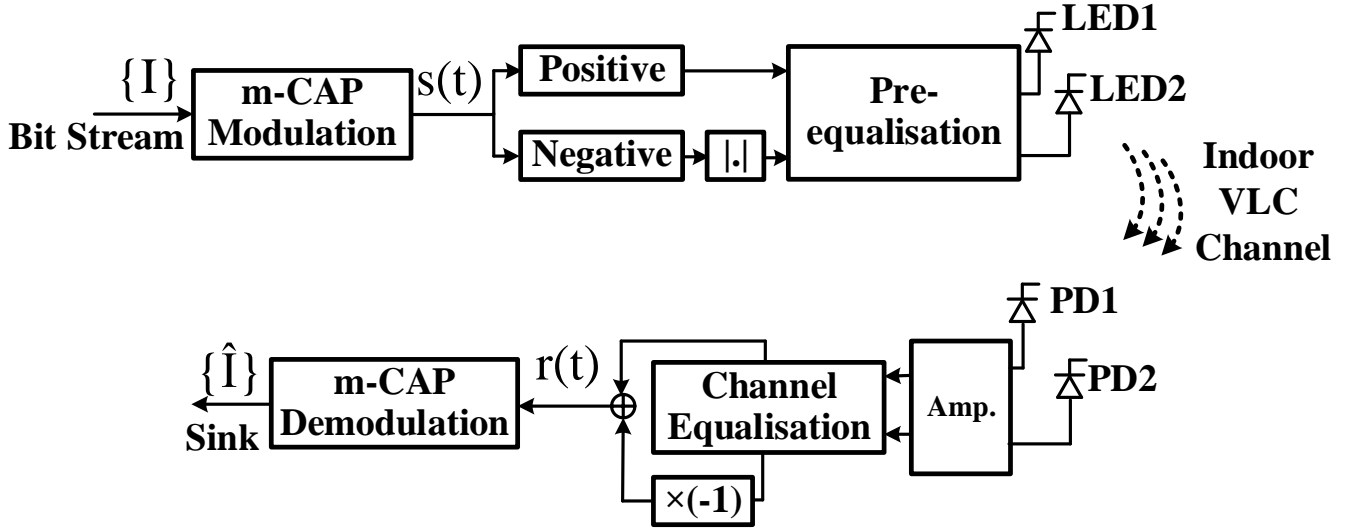 {I}
Bit Stream
m-CAP
Modulation
s(t)
Positive
Negative
|.|
Pre-
equalisation
LED1
LED2
Indoor
VLC
Channel
PD1
PD2
Amp.
Channel
Equalisation
×(-1)
r(t)
m-CAP
Demodulation
{Î}
Sink